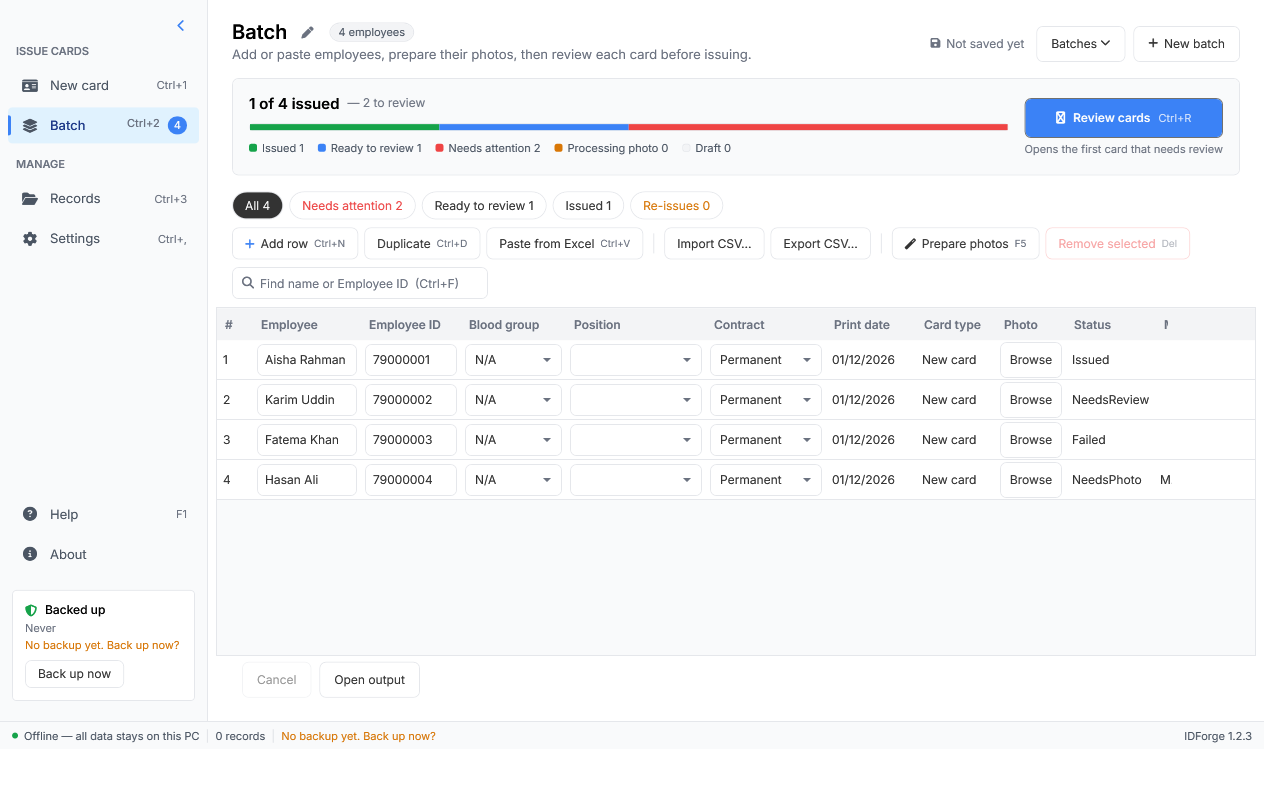 ISSUE CARDS
New card Ctrl+1
Batch Ctrl+2 4
MANAGE
Records Ctrl+3
Settings Ctrl+,
Help F1
About
Backed up
Never
No backup yet. Back up now?
Back up now
Batch 4 employees
Add or paste employees, prepare their photos, then review each card before issuing.
Not saved yet Batches + New batch
1 of 4 issued — 2 to review
Issued 1 Ready to review 1 Needs attention 2 Processing photo 0 Draft 0
Review cards Ctrl+R
Opens the first card that needs review
All 4 Needs attention 2 Ready to review 1 Issued 1 Re-issues 0
+ Add row Ctrl+N Duplicate Ctrl+D Paste from Excel Ctrl+V Import CSV... Export CSV... Prepare photos F5 Remove selected Del
Find name or Employee ID (Ctrl+F)
# Employee Employee ID Blood group Position Contract Print date Card type Photo Status
1 Aisha Rahman 79000001 N/A Permanent 01/12/2026 New card Browse Issued
2 Karim Uddin 79000002 N/A Permanent 01/12/2026 New card Browse NeedsReview
3 Fatema Khan 79000003 N/A Permanent 01/12/2026 New card Browse Failed
4 Hasan Ali 79000004 N/A Permanent 01/12/2026 New card Browse NeedsPhoto M
Cancel Open output
Offline — all data stays on this PC 0 records No backup yet. Back up now? IDForge 1.2.3